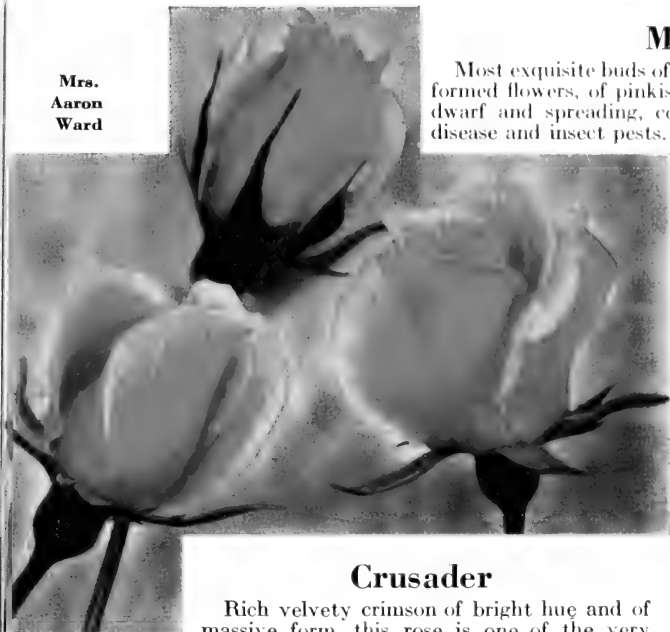 Mrs.
Aaron
Ward
M
Most exquisite buds of
formed flowers, of pinkis
dwarf and spreading, co
disease and insect pests.
Crusader
Rich velvety crimson of bright hue and of
massive form, this rose is one of the very